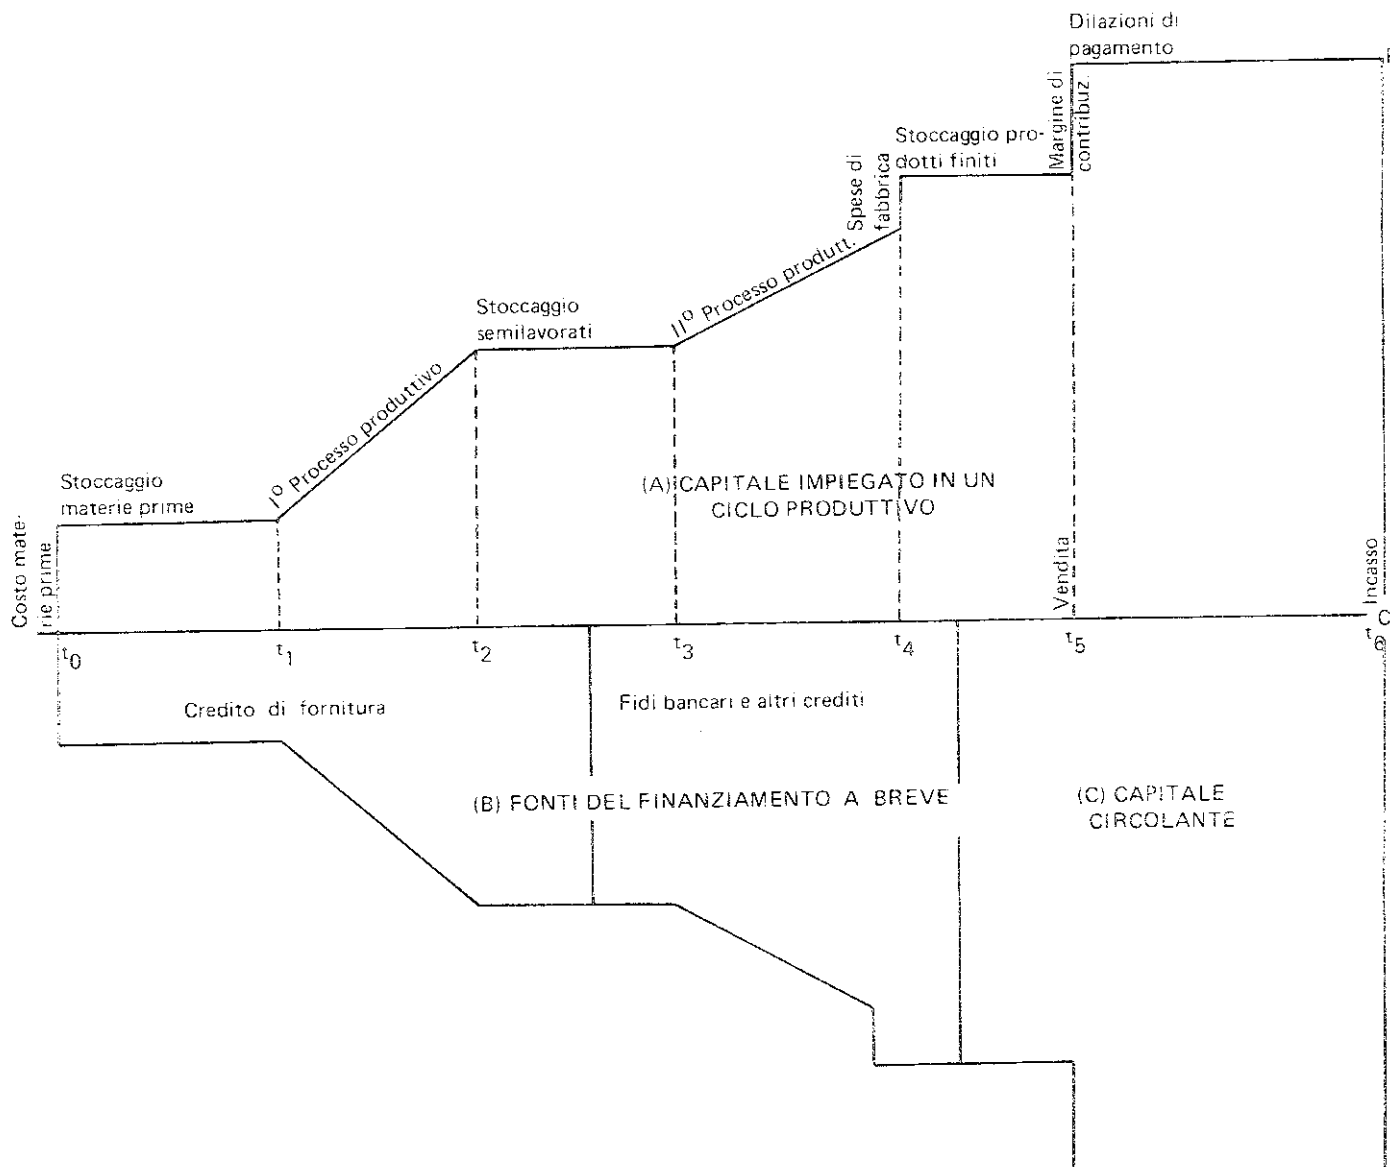 Dilazioni di
pagamento
Margine di
contribuz.
Stoccaggio pro-
dotti finiti
Spese di
fabbrica
IIº Processo produtt.
Stoccaggio
semilavorati
Iº Processo produttivo
Stoccaggio
materie prime
Costo mate-
rie prime
(A) CAPITALE IMPIEGATO IN UN
CICLO PRODUTTIVO
Vendita
Incasso
t0
t1
t2
t3
t4
t5
t6
Credito di fornitura
Fidi bancari e altri crediti
(B) FONTI DEL FINANZIAMENTO A BREVE
(C) CAPITALE
CIRCOLANTE